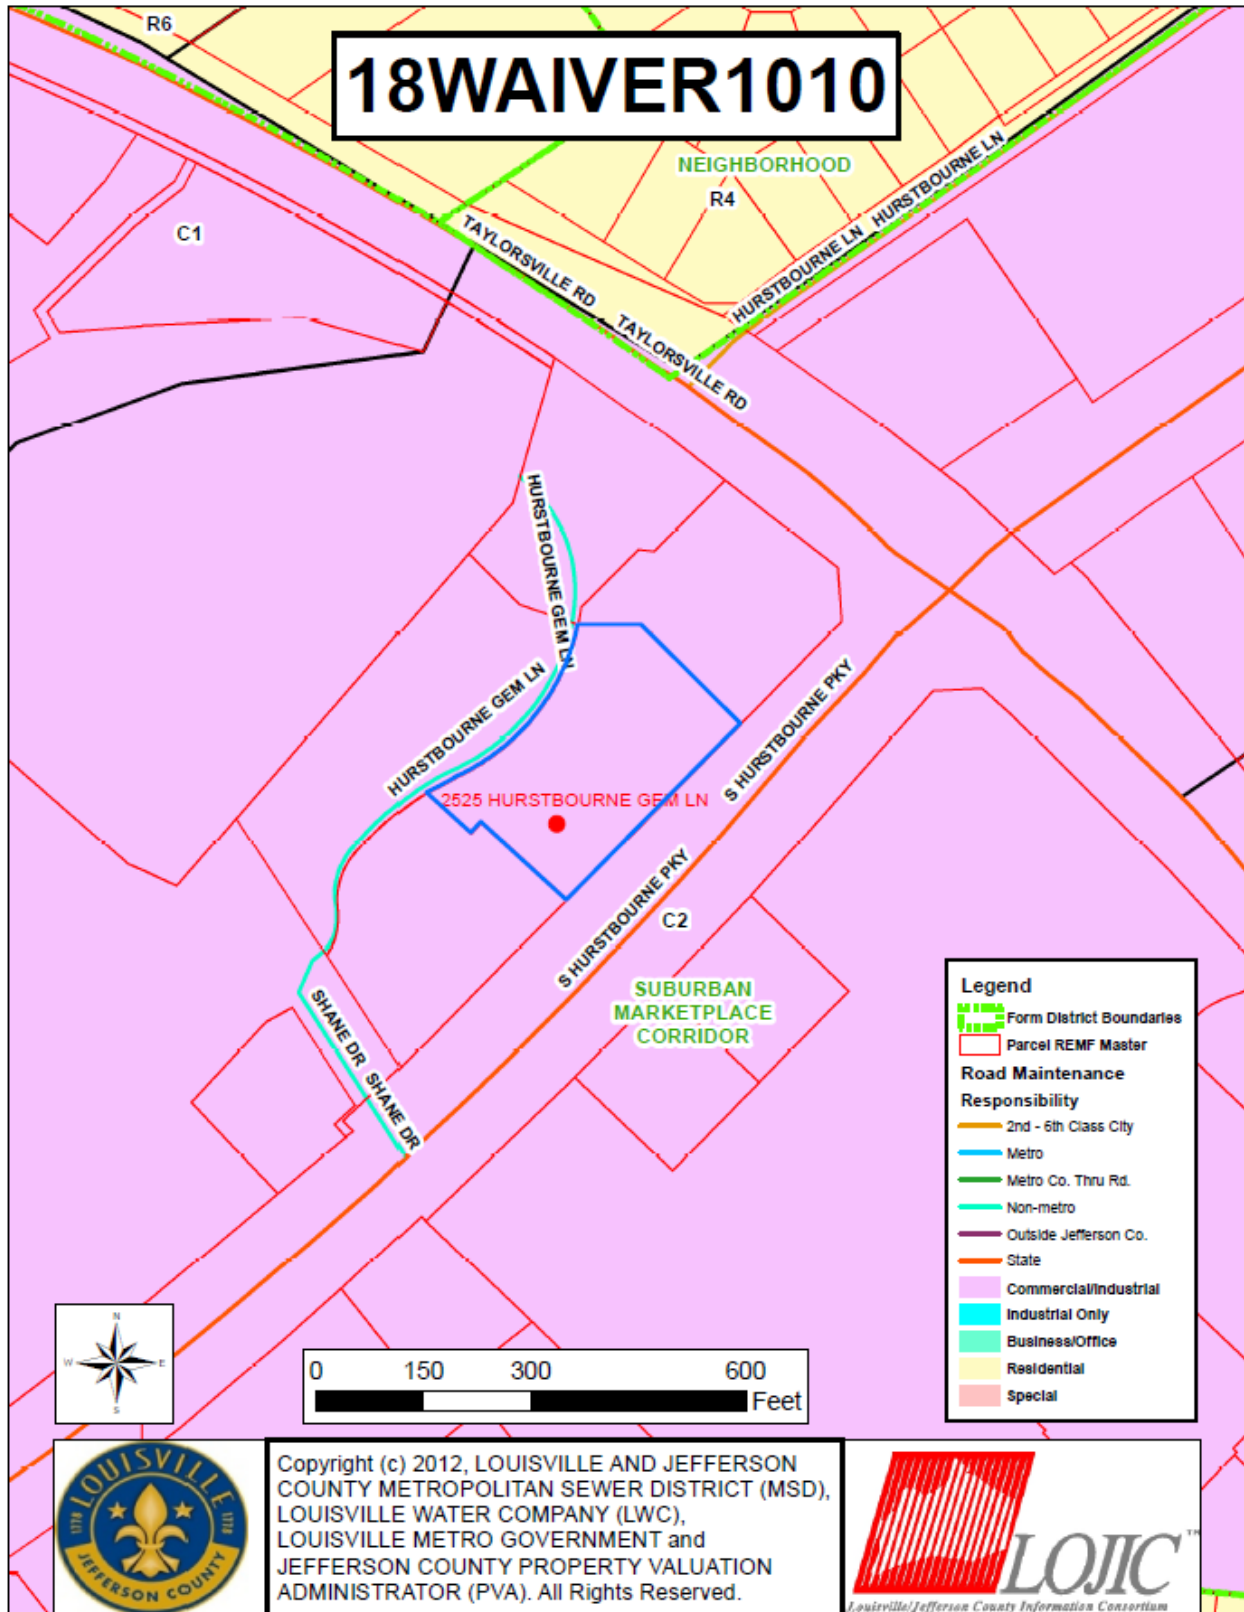 R6
18WAIVER1010
NEIGHBORHOOD
R4
C1
TAYLORSVILLE RD
TAYLORSVILLE RD
HURSTBOURNE LN
HURSTBOURNE LN
HURSTBOURNE GEM LN
HURSTBOURNE GEM LN
2525 HURSTBOURNE GEM LN
S HURSTBOURNE PKY
S HURSTBOURNE PKY
C2
SUBURBAN
MARKETPLACE
CORRIDOR
SHANE DR
SHANE DR
Legend
Form District Boundaries
Parcel REMF Master
Road Maintenance
Responsibility
2nd - 6th Class City
Metro
Metro Co. Thru Rd.
Non-metro
Outside Jefferson Co.
State
Commercial/Industrial
Industrial Only
Business/Office
Residential
Special
N
W
E
S
0 150 300 600
Feet
LOUISVILLE
1778 1778
JEFFERSON COUNTY
Copyright (c) 2012, LOUISVILLE AND JEFFERSON
COUNTY METROPOLITAN SEWER DISTRICT (MSD),
LOUISVILLE WATER COMPANY (LWC),
LOUISVILLE METRO GOVERNMENT and
JEFFERSON COUNTY PROPERTY VALUATION
ADMINISTRATOR (PVA). All Rights Reserved.
LOJIC™
Louisville/Jefferson County Information Consortium